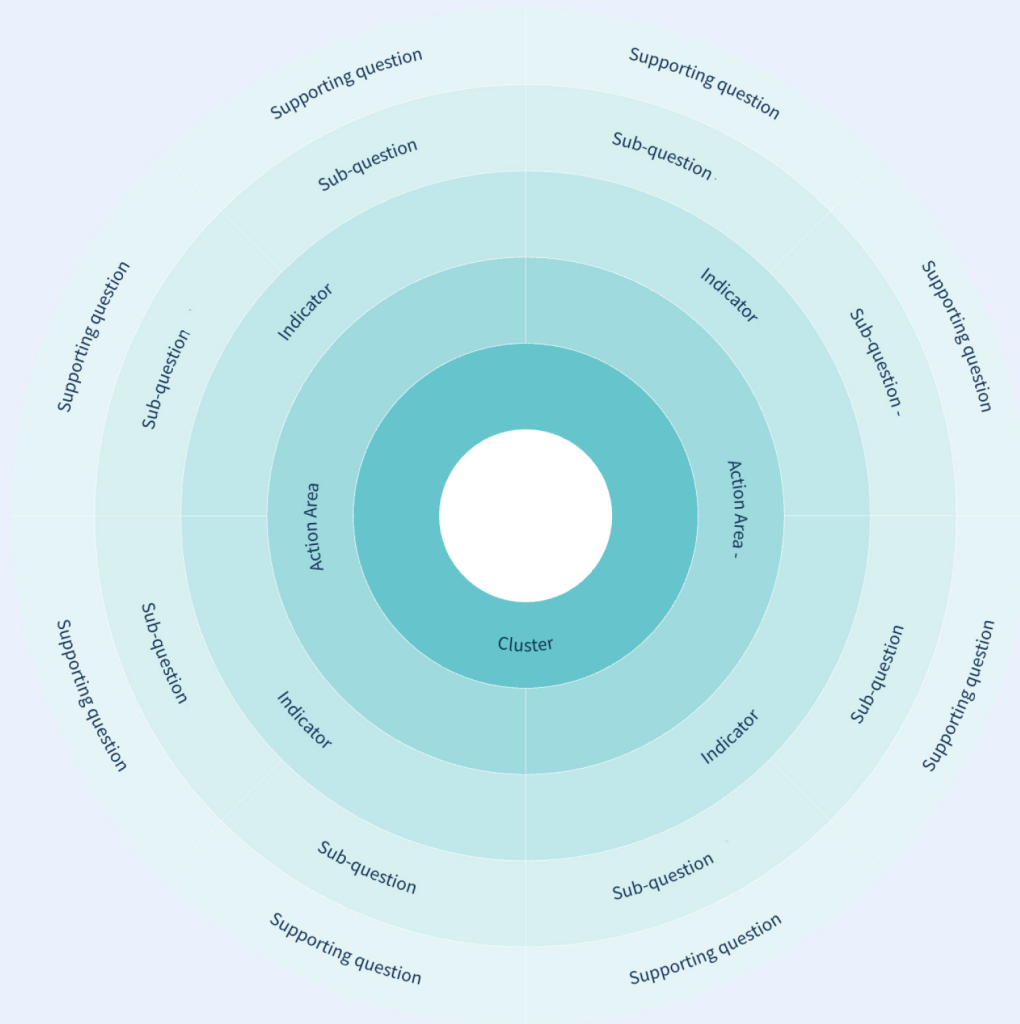 Supporting question
Supporting question
Sub-question
Sub-question
Supporting question
Supporting question
Indicator
Indicator
Sub-question
Sub-question -
Action Area
Action Area -
Cluster
Sub-question
Sub-question
Supporting question
Supporting question
Indicator
Indicator
Sub-question
Sub-question
Supporting question
Supporting question